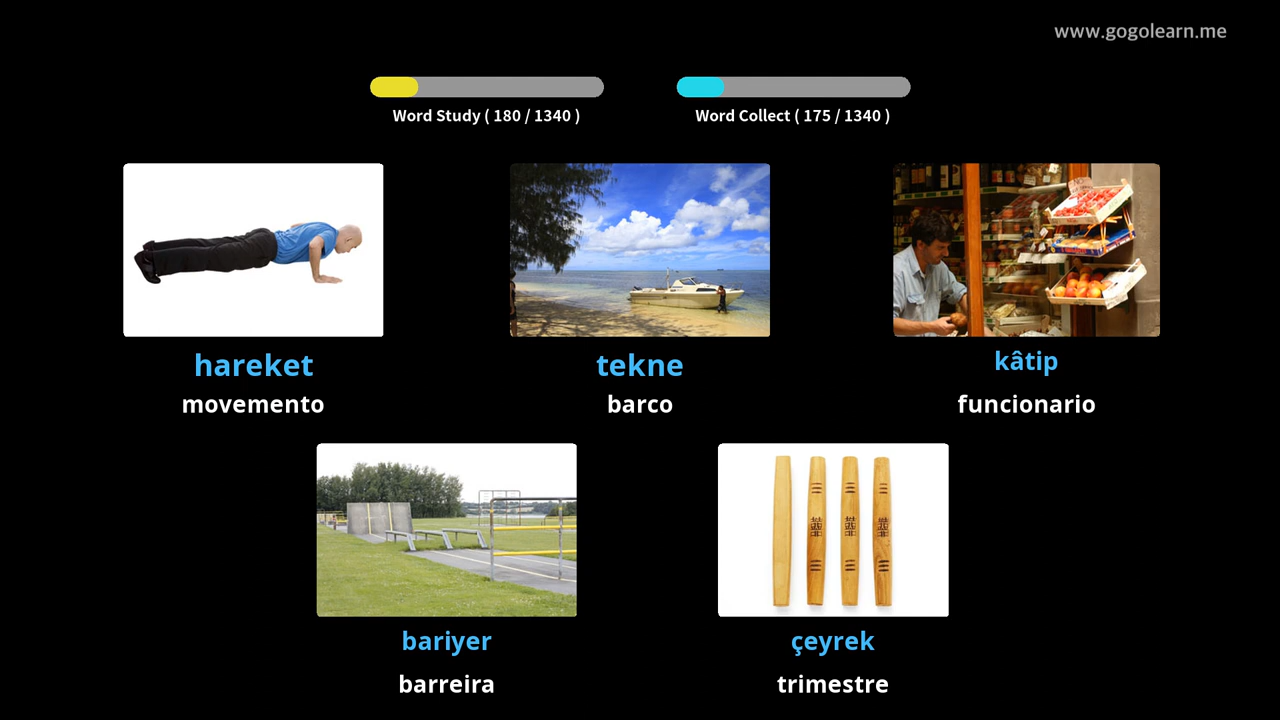 www.gogolearn.me
Word Study ( 180 / 1340 )
Word Collect ( 175 / 1340 )
hareket
tekne
kâtip
movemento
barco
funcionario
bariyer
çeyrek
barreira
trimestre